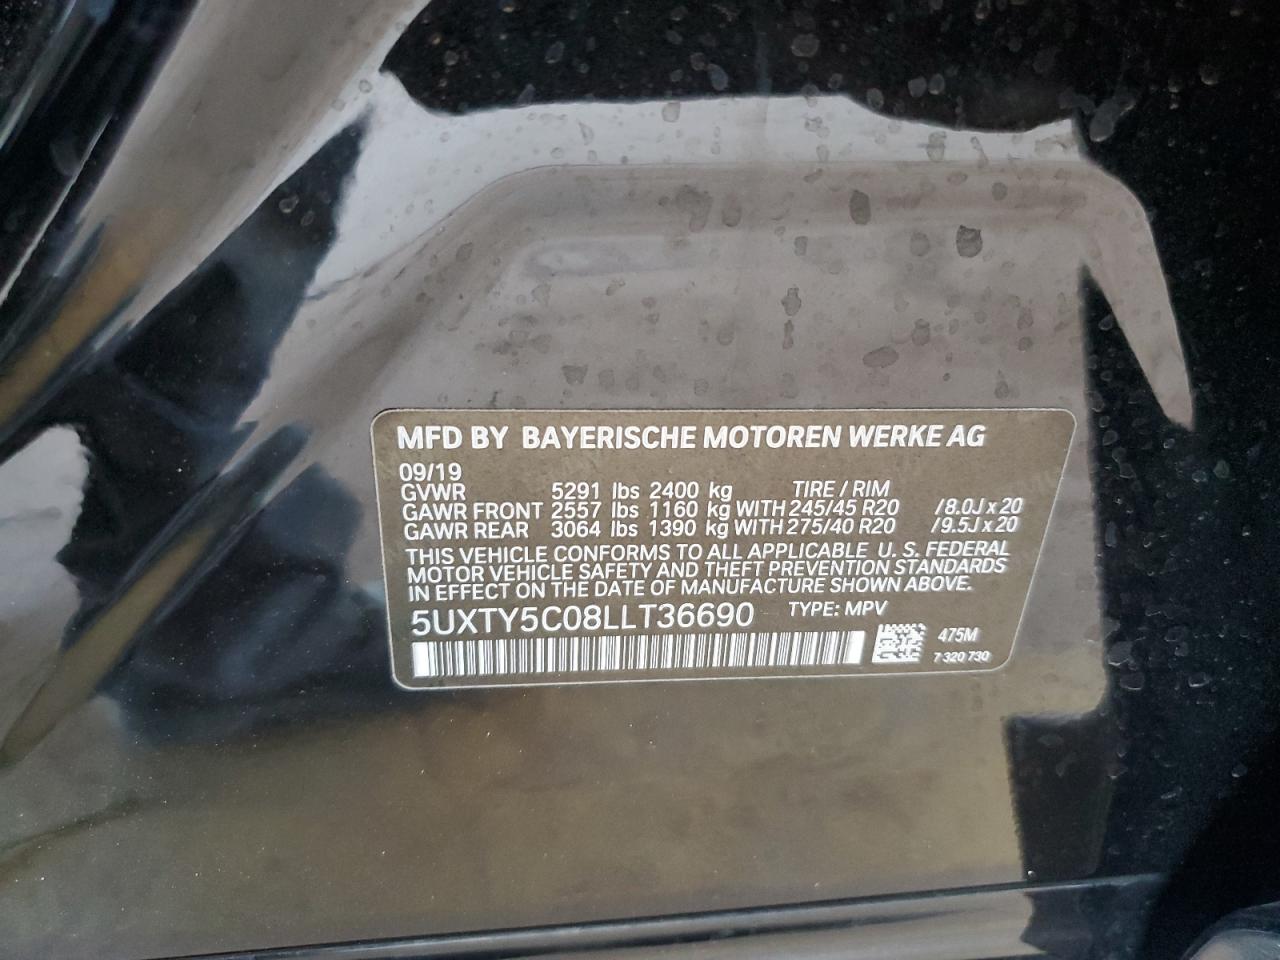 MFD BY BAYERISCHE MOTOREN WERKE AG
09/19
GVWR 5291 lbs 2400 kg TIRE / RIM
GAWR FRONT 2557 lbs 1160 kg WITH 245/45 R20 /8.0J x 20
GAWR REAR 3064 lbs 1390 kg WITH 275/40 R20 /9.5J x 20
THIS VEHICLE CONFORMS TO ALL APPLICABLE U. S. FEDERAL
MOTOR VEHICLE SAFETY AND THEFT PREVENTION STANDARDS
IN EFFECT ON THE DATE OF MANUFACTURE SHOWN ABOVE.
5UXTY5C08LLT36690 TYPE: MPV
475M
7 320 730